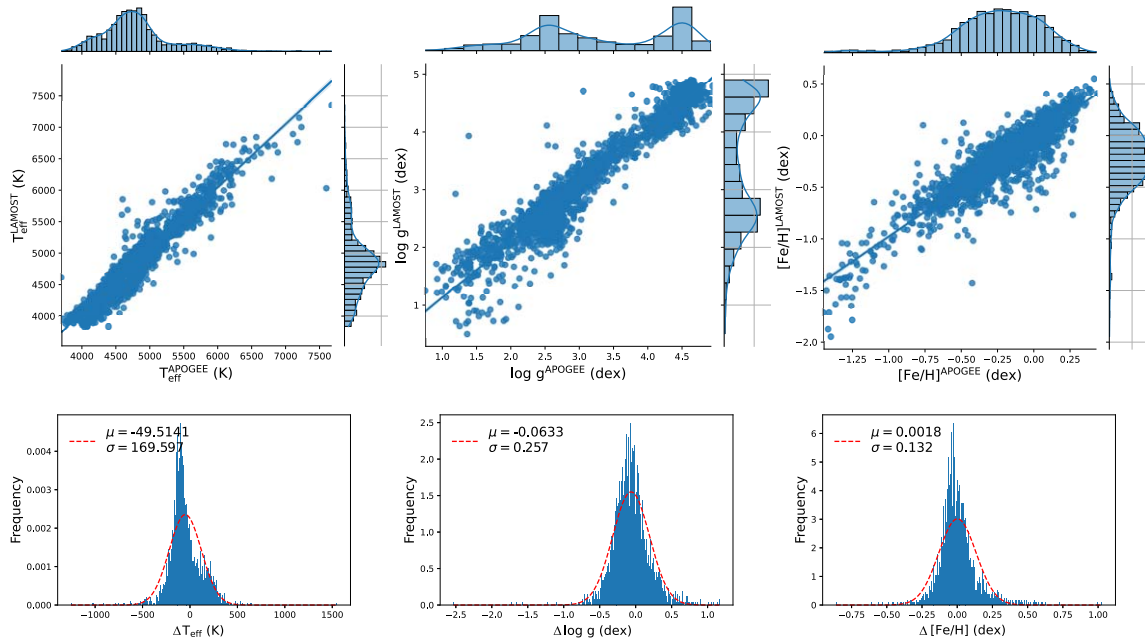 7500
7000
6500
6000
5500
5000
4500
4000
T_eff^LAMOST (K)
4000 4500 5000 5500 6000 6500 7000 7500
T_eff^APOGEE (K)
5
4
3
2
1
log g^LAMOST (dex)
1.0 1.5 2.0 2.5 3.0 3.5 4.0 4.5
log g^APOGEE (dex)
0.5
0.0
−0.5
−1.0
−1.5
−2.0
[Fe/H]^LAMOST (dex)
−1.25 −1.00 −0.75 −0.50 −0.25 0.00 0.25
[Fe/H]^APOGEE (dex)
μ = -49.5141
σ = 169.597
0.004
0.003
0.002
0.001
0.000
Frequency
−1000 −500 0 500 1000 1500
ΔT_eff (K)
μ = -0.0633
σ = 0.257
2.5
2.0
1.5
1.0
0.5
0.0
Frequency
−2.5 −2.0 −1.5 −1.0 −0.5 0.0 0.5 1.0
Δlog g (dex)
μ = 0.0018
σ = 0.132
6
5
4
3
2
1
0
Frequency
−0.75 −0.50 −0.25 0.00 0.25 0.50 0.75 1.00
Δ [Fe/H] (dex)